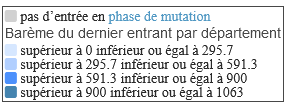 pas d'entrée en phase de mutation
Barème du dernier entrant par département
supérieur à 0 inférieur ou égal à 295.7
supérieur à 295.7 inférieur ou égal à 591.3
supérieur à 591.3 inférieur ou égal à 900
supérieur à 900 inférieur ou égal à 1063